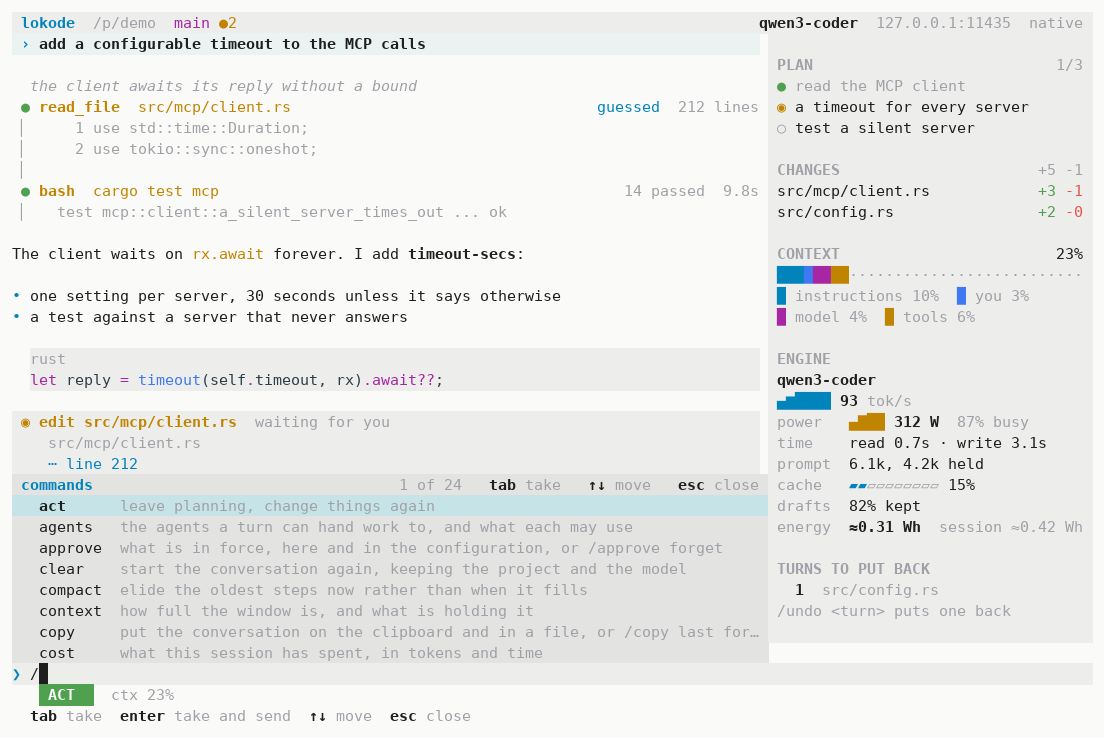 lokode /p/demo main ●2 qwen3-coder 127.0.0.1:11435 native
› add a configurable timeout to the MCP calls
the client awaits its reply without a bound
● read_file src/mcp/client.rs guessed 212 lines
│ 1 use std::time::Duration;
│ 2 use tokio::sync::oneshot;
│
● bash cargo test mcp 14 passed 9.8s
│ test mcp::client::a_silent_server_times_out ... ok
The client waits on rx.await forever. I add timeout-secs:
• one setting per server, 30 seconds unless it says otherwise
• a test against a server that never answers
rust
let reply = timeout(self.timeout, rx).await??;
◉ edit src/mcp/client.rs waiting for you
src/mcp/client.rs
┅ line 212
commands 1 of 24 tab take ↑↓ move esc close
act leave planning, change things again
agents the agents a turn can hand work to, and what each may use
approve what is in force, here and in the configuration, or /approve forget
clear start the conversation again, keeping the project and the model
compact elide the oldest steps now rather than when it fills
context how full the window is, and what is holding it
copy put the conversation on the clipboard and in a file, or /copy last for…
cost what this session has spent, in tokens and time
PLAN 1/3
● read the MCP client
◉ a timeout for every server
○ test a silent server
CHANGES +5 -1
src/mcp/client.rs +3 -1
src/config.rs +2 -0
CONTEXT 23%
instructions 10% you 3%
model 4% tools 6%
ENGINE
qwen3-coder
93 tok/s
power 312 W 87% busy
time read 0.7s · write 3.1s
prompt 6.1k, 4.2k held
cache ▰▰▱▱▱▱▱▱▱▱ 15%
drafts 82% kept
energy ≈0.31 Wh session ≈0.42 Wh
TURNS TO PUT BACK
1 src/config.rs
/undo <turn> puts one back
❯ /
ACT ctx 23%
tab take enter take and send ↑↓ move esc close